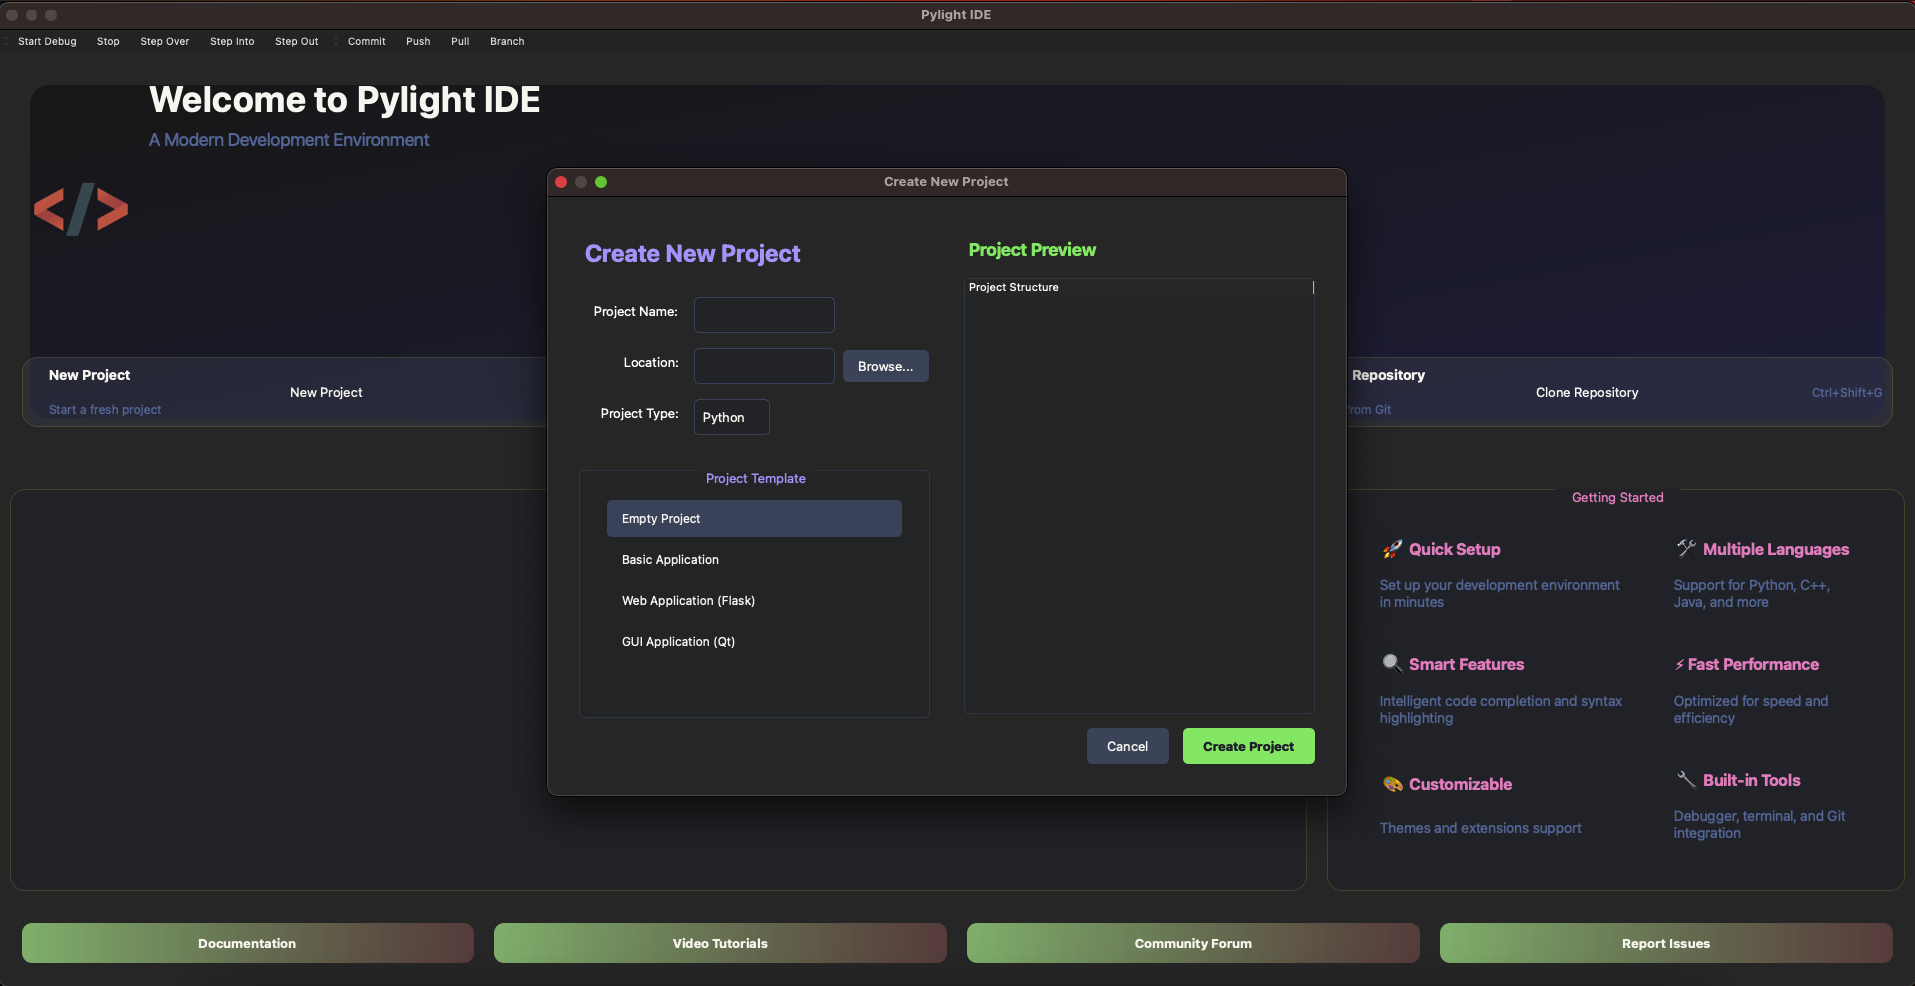 Pylight IDE
Start Debug Stop Step Over Step Into Step Out Commit Push Pull Branch
Welcome to Pylight IDE
A Modern Development Environment
</>
New Project
New Project
Start a fresh project
Repository
Clone Repository
Ctrl+Shift+G
from Git
Create New Project
Create New Project
Project Name:
Location:
Browse...
Project Type:
Python
Project Template
Empty Project
Basic Application
Web Application (Flask)
GUI Application (Qt)
Project Preview
Project Structure
Cancel
Create Project
Getting Started
Quick Setup
Set up your development environment
in minutes
Multiple Languages
Support for Python, C++,
Java, and more
Smart Features
Intelligent code completion and syntax
highlighting
Fast Performance
Optimized for speed and
efficiency
Customizable
Themes and extensions support
Built-in Tools
Debugger, terminal, and Git
integration
Documentation
Video Tutorials
Community Forum
Report Issues